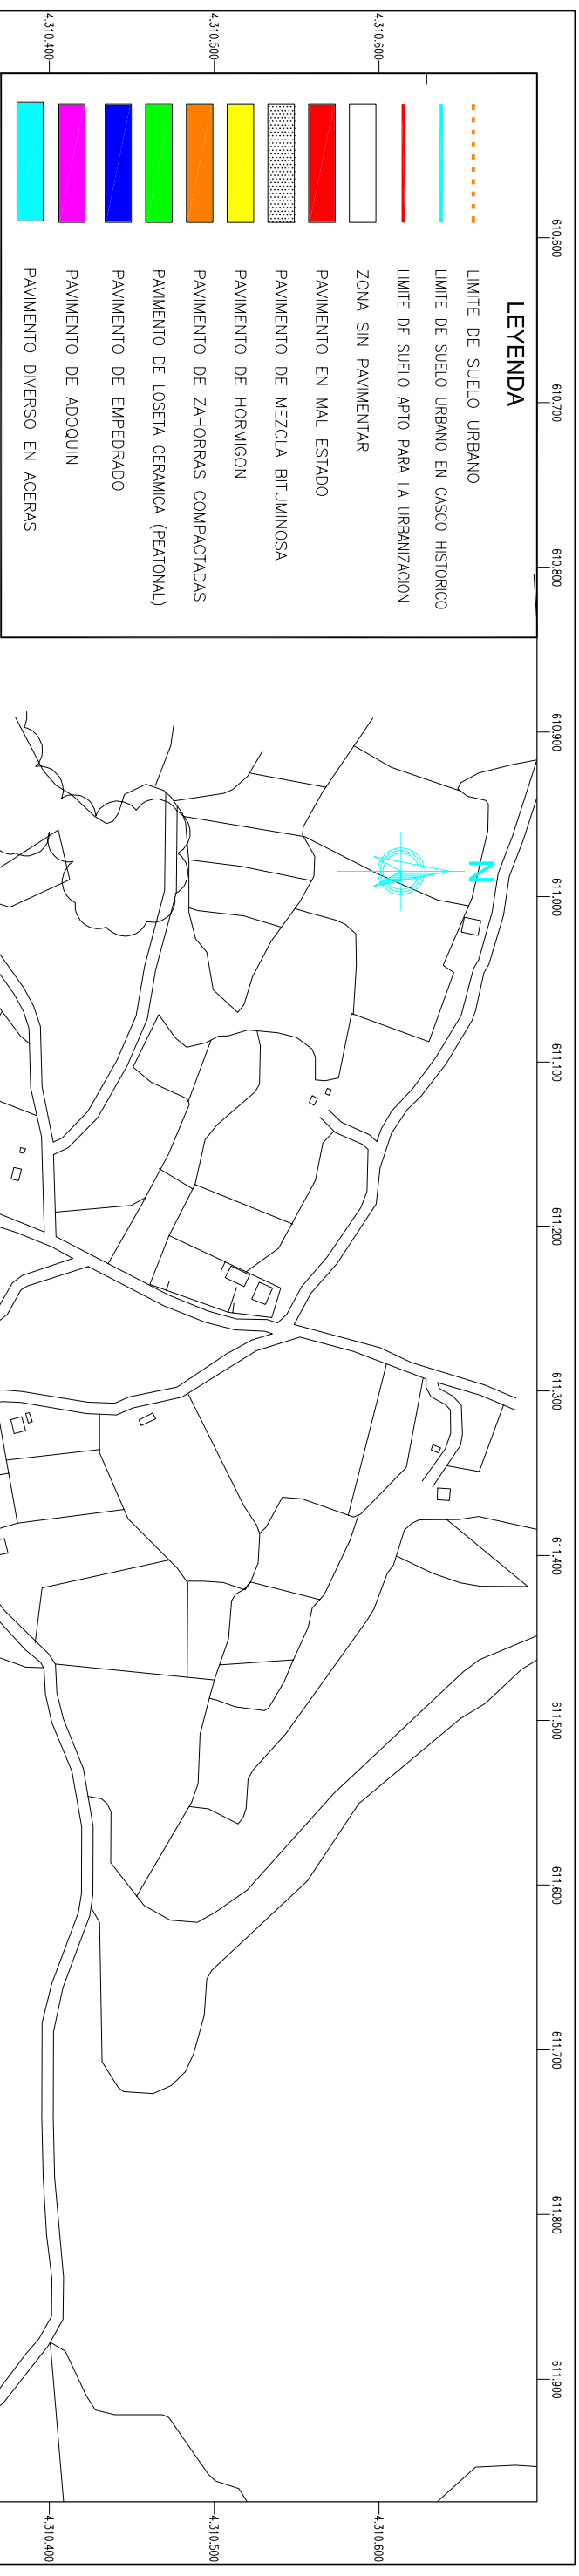 610.600
610.700
610.800
610.900
611.000
611.100
611.200
611.300
611.400
611.500
611.600
611.700
611.800
611.900
4.310.600
4.310.600
4.310.500
4.310.500
4.310.400
4.310.400
LEYENDA
LIMITE DE SUELO URBANO
LIMITE DE SUELO URBANO EN CASCO HISTORICO
LIMITE DE SUELO APTO PARA LA URBANIZACION
ZONA SIN PAVIMENTAR
PAVIMENTO EN MAL ESTADO
PAVIMENTO DE MEZCLA BITUMINOSA
PAVIMENTO DE HORMIGON
PAVIMENTO DE ZAHORRAS COMPACTADAS
PAVIMENTO DE LOSETA CERAMICA (PEATONAL)
PAVIMENTO DE EMPEDRADO
PAVIMENTO DE ADOQUIN
PAVIMENTO DIVERSO EN ACERAS
N